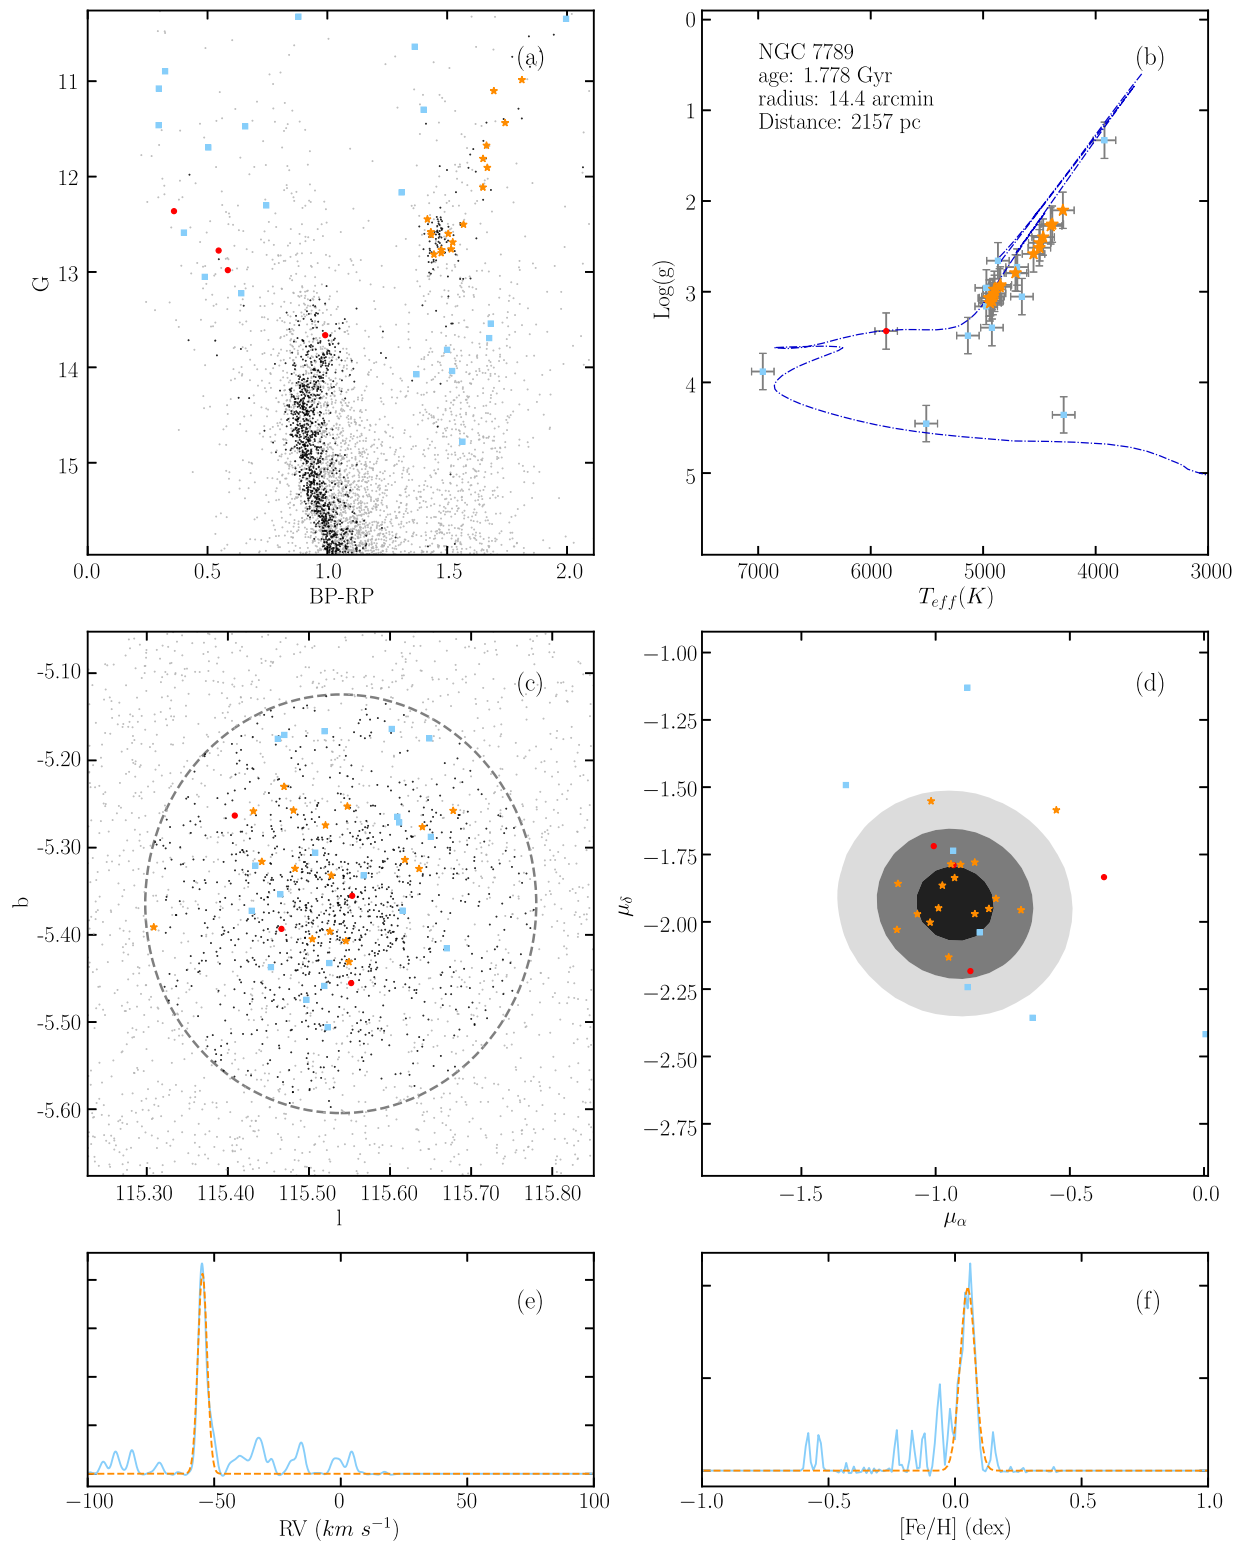 (a)
G
11
12
13
14
15
0.0 0.5 1.0 1.5 2.0
BP-RP
NGC 7789
age: 1.778 Gyr
radius: 14.4 arcmin
Distance: 2157 pc
(b)
Log(g)
0
1
2
3
4
5
7000 6000 5000 4000 3000
T_{eff}(K)
(c)
b
-5.10
-5.20
-5.30
-5.40
-5.50
-5.60
115.30 115.40 115.50 115.60 115.70 115.80
l
(d)
μ_δ
−1.00
−1.25
−1.50
−1.75
−2.00
−2.25
−2.50
−2.75
−1.5 −1.0 −0.5 0.0
μ_α
(e)
−100 −50 0 50 100
RV (km s^{−1})
(f)
−1.0 −0.5 0.0 0.5 1.0
[Fe/H] (dex)